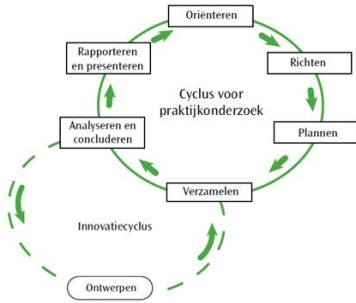 Oriënteren
Rapporteren
en presenteren
Richten
Cyclus voor
praktijkonderzoek
Analyseren en
concluderen
Plannen
Verzamelen
Innovatiecyclus
Ontwerpen